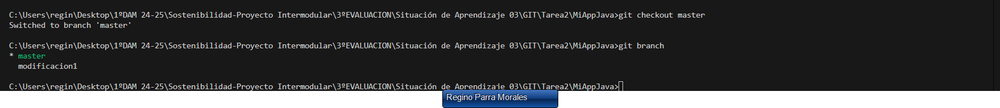 C:\Users\regin\Desktop\1ºDAM 24-25\Sostenibilidad-Proyecto Intermodular\3ºEVALUACION\Situación de Aprendizaje 03\GIT\Tarea2\MiAppJava>git checkout master
Switched to branch 'master'
C:\Users\regin\Desktop\1ºDAM 24-25\Sostenibilidad-Proyecto Intermodular\3ºEVALUACION\Situación de Aprendizaje 03\GIT\Tarea2\MiAppJava>git branch
* master
modificacion1
C:\Users\regin\Desktop\1ºDAM 24-25\Sostenibilidad-Proyecto Intermodular\3ºEVALUACION\Situación de Aprendizaje 03\GIT\Tarea2\MiAppJava>
Regino Parra Morales